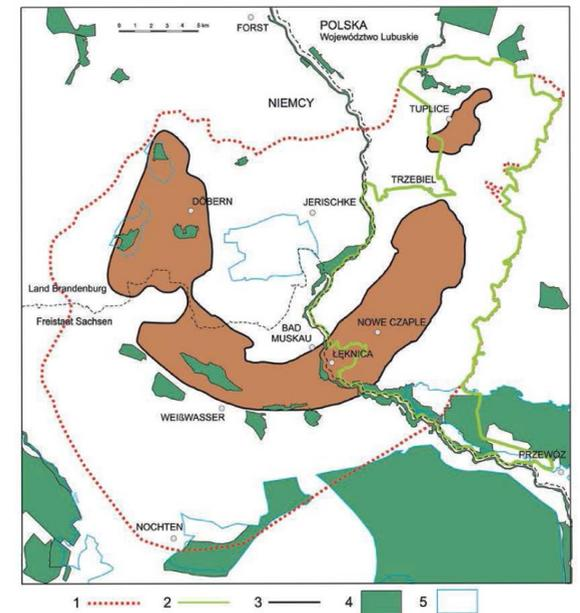 0 1 2 3 4 5 km
FORST
POLSKA
Województwo Lubuskie
NIEMCY
TUPLICE
TRZEBIEL
DÖBERN
JERISCHKE
Land Brandenburg
Freistaat Sachsen
NOWE CZAPLE
BAD
MUSKAU
ŁĘKNICA
WEIßWASSER
PRZEWÓZ
NOCHTEN
1 2 3 4 5